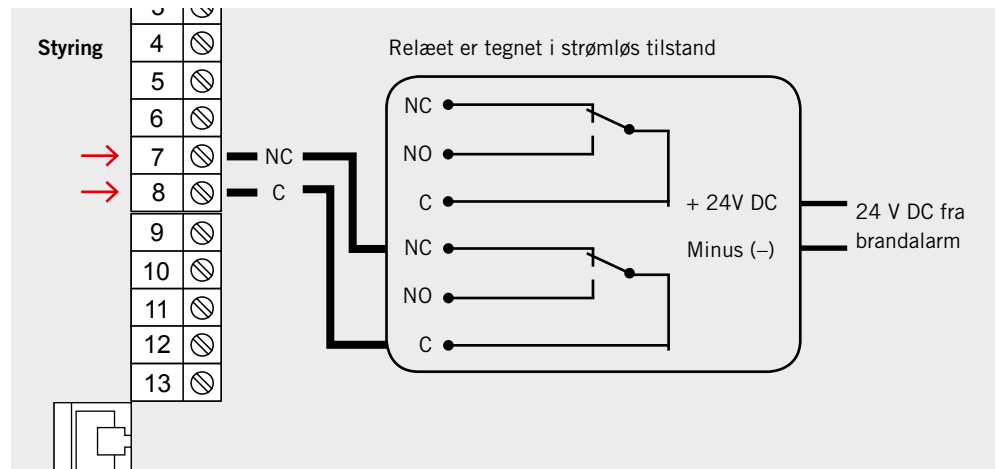 3
Styring
4
5
6
7
8
9
10
11
12
13
NC
C
Relæet er tegnet i strømløs tilstand
NC
NO
C
NC
NO
C
+ 24V DC
Minus (–)
24 V DC fra
brandalarm